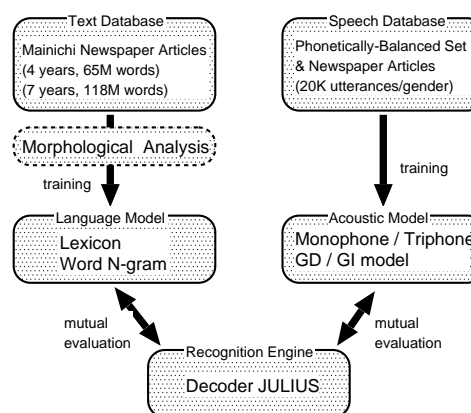 Text Database
Mainichi Newspaper Articles
(4 years, 65M words)
(7 years, 118M words)
Speech Database
Phonetically-Balanced Set
& Newspaper Articles
(20K utterances/gender)
Morphological Analysis
training
training
Language Model
Lexicon
Word N-gram
Acoustic Model
Monophone / Triphone
GD / GI model
mutual
evaluation
mutual
evaluation
Recognition Engine
Decoder JULIUS